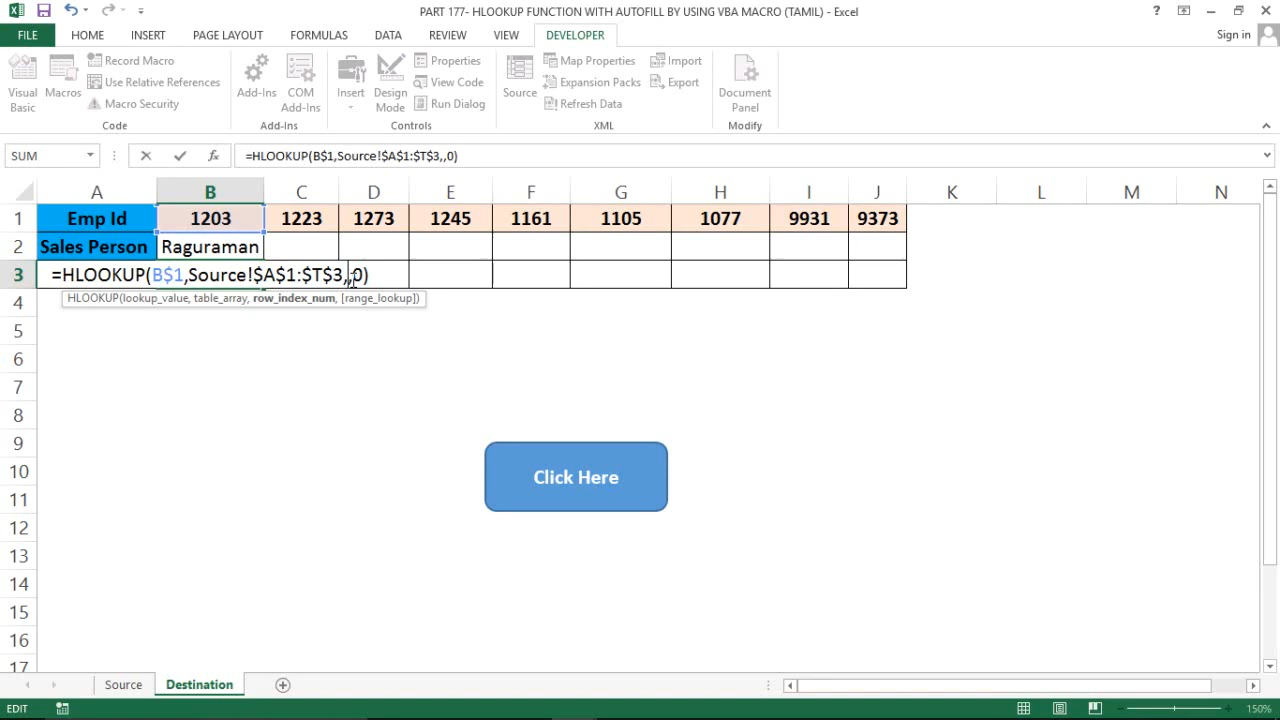 PART 177- HLOOKUP FUNCTION WITH AUTOFILL BY USING VBA MACRO (TAMIL) - Excel
FILE HOME INSERT PAGE LAYOUT FORMULAS DATA REVIEW VIEW DEVELOPER Sign in
Visual Basic
Macros
Record Macro
Use Relative References
Macro Security
Code
Add-Ins
COM Add-Ins
Add-Ins
Insert
Design Mode
Properties
View Code
Run Dialog
Controls
Source
Map Properties
Expansion Packs
Refresh Data
Import
Export
XML
Document Panel
Modify
SUM =HLOOKUP(B$1,Source!$A$1:$T$3,,0)
A B C D E F G H I J K L M N
1 Emp Id 1203 1223 1273 1245 1161 1105 1077 9931 9373
2 Sales Person Raguraman
3 =HLOOKUP(B$1,Source!$A$1:$T$3,,0)
HLOOKUP(lookup_value, table_array, row_index_num, [range_lookup])
4
5
6
7
8
9
10
11
12
13
14
15
16
17
Click Here
Source Destination
EDIT 150%